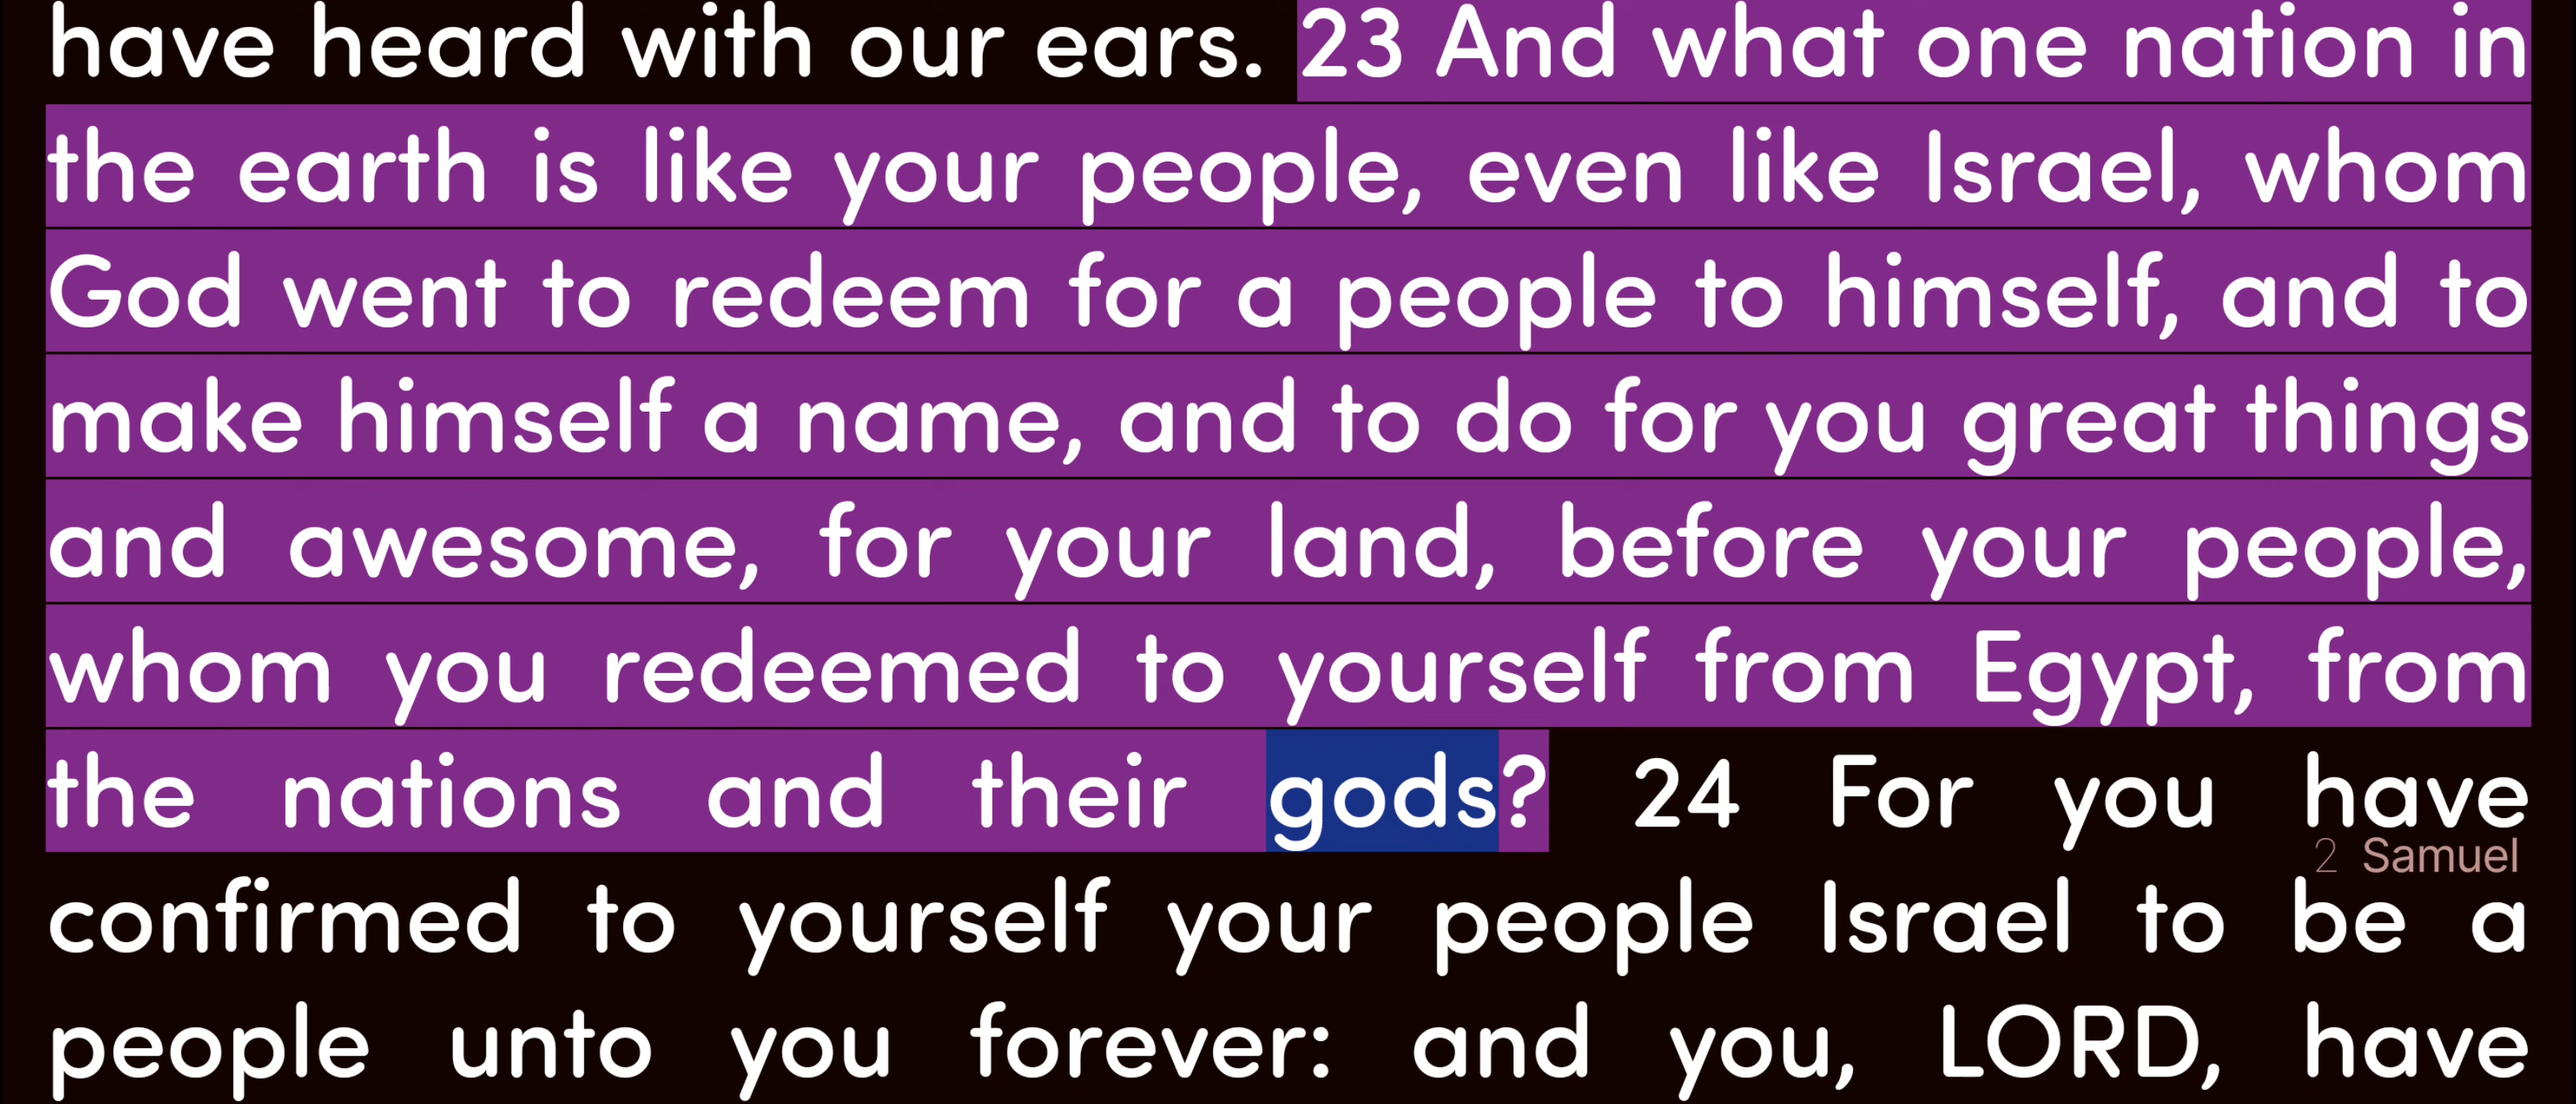 have heard with our ears. 23 And what one nation in
the earth is like your people, even like Israel, whom
God went to redeem for a people to himself, and to
make himself a name, and to do for you great things
and awesome, for your land, before your people,
whom you redeemed to yourself from Egypt, from
the nations and their gods? 24 For you have
2 Samuel
confirmed to yourself your people Israel to be a
people unto you forever: and you, LORD, have